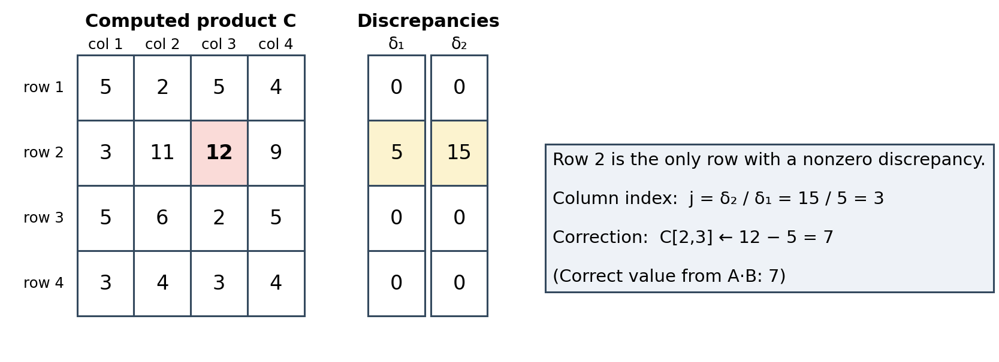 Computed product C Discrepancies
col 1 col 2 col 3 col 4 δ₁ δ₂
row 1 5 2 5 4 0 0
row 2 3 11 12 9 5 15
row 3 5 6 2 5 0 0
row 4 3 4 3 4 0 0
Row 2 is the only row with a nonzero discrepancy.
Column index: j = δ₂ / δ₁ = 15 / 5 = 3
Correction: C[2,3] ← 12 − 5 = 7
(Correct value from A·B: 7)